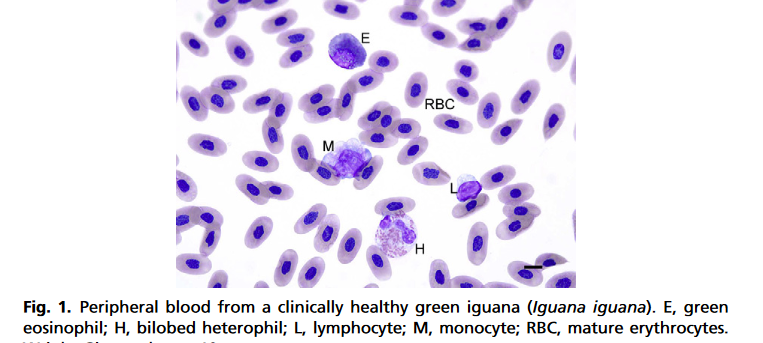 E
RBC
M
L
H
Fig. 1. Peripheral blood from a clinically healthy green iguana (Iguana iguana). E, green
eosinophil; H, bilobed heterophil; L, lymphocyte; M, monocyte; RBC, mature erythrocytes.